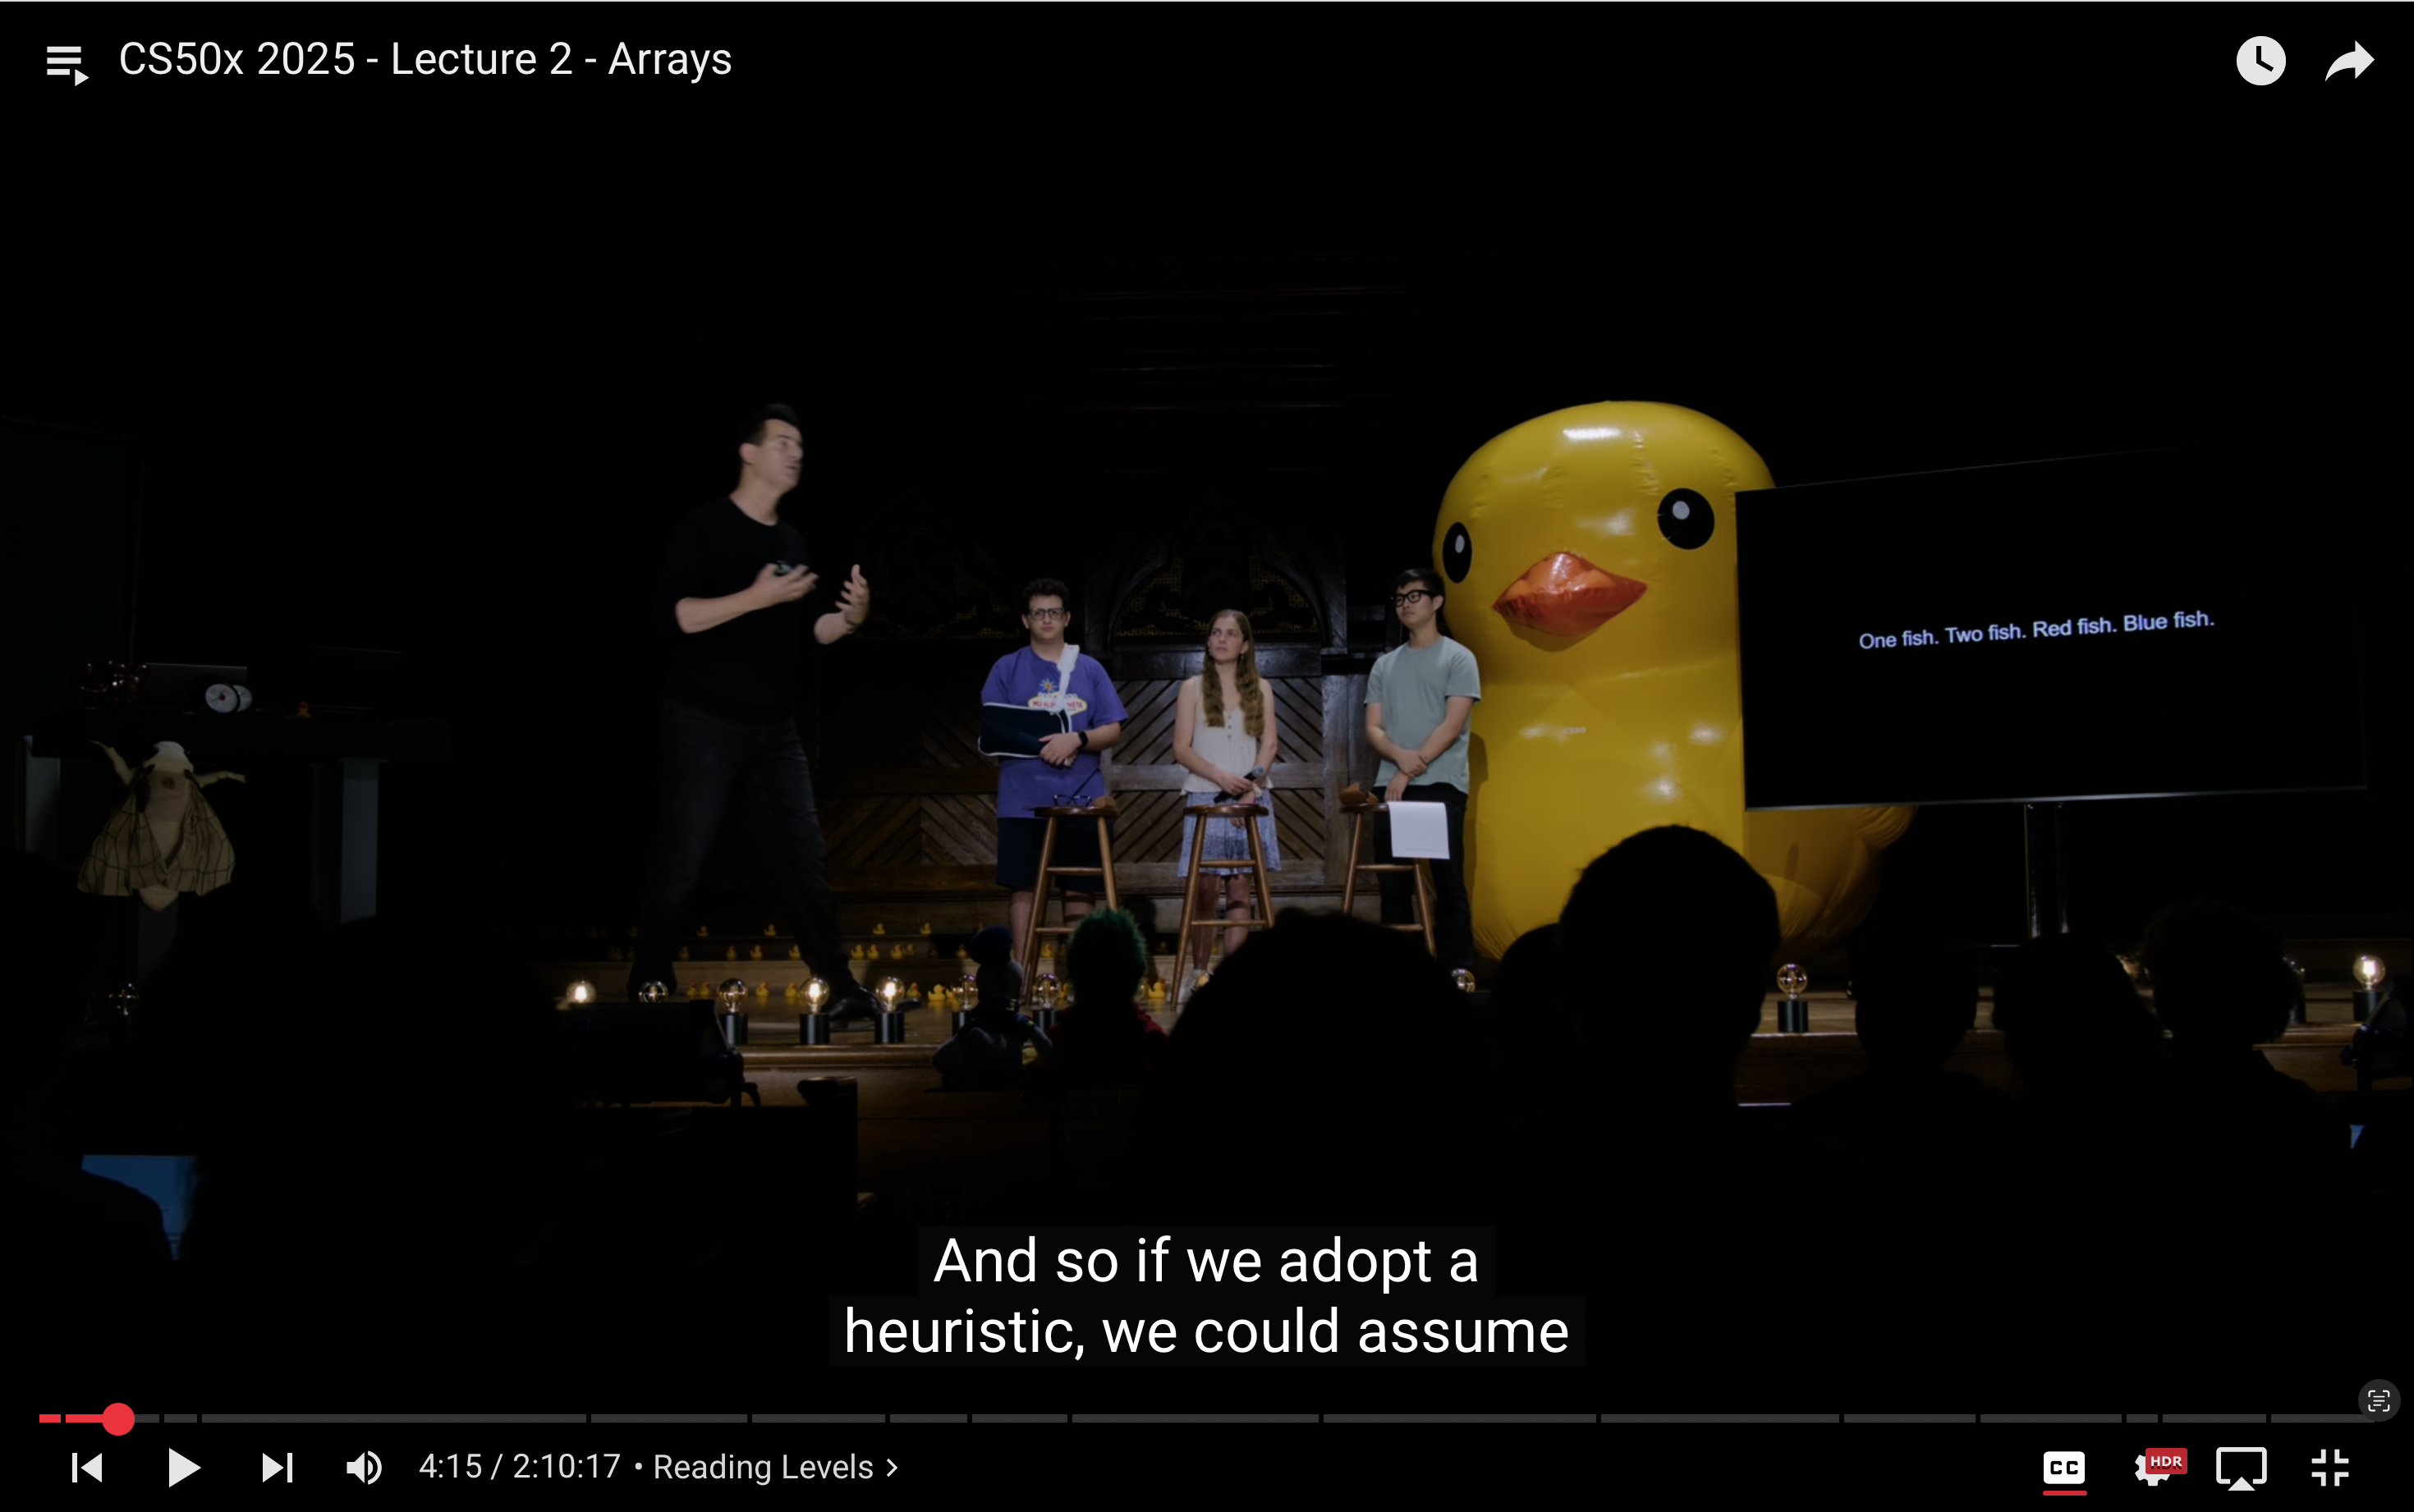 CS50x 2025 - Lecture 2 - Arrays
One fish. Two fish. Red fish. Blue fish.
And so if we adopt a
heuristic, we could assume
4:15 / 2:10:17 • Reading Levels >
CC
HDR